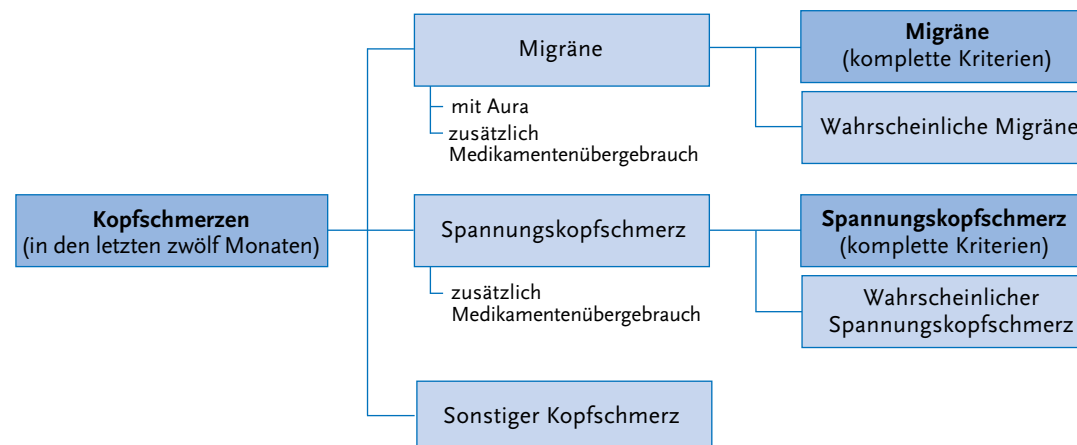 Kopfschmerzen
(in den letzten zwölf Monaten)
Migräne
mit Aura
zusätzlich
Medikamentenübergebrauch
Migräne
(komplette Kriterien)
Wahrscheinliche Migräne
Spannungskopfschmerz
zusätzlich
Medikamentenübergebrauch
Spannungskopfschmerz
(komplette Kriterien)
Wahrscheinlicher
Spannungskopfschmerz
Sonstiger Kopfschmerz